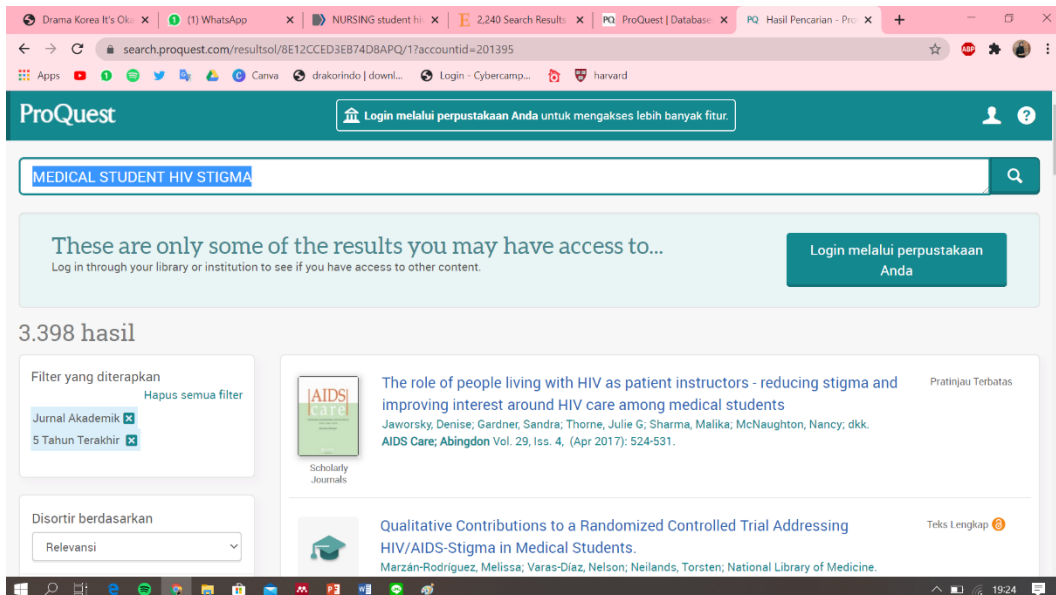 Drama Korea It's Oka
(1) WhatsApp
NURSING student hiv
2,240 Search Results
PQ ProQuest | Database
PQ Hasil Pencarian - Pro
search.proquest.com/resultsol/8E12CCED3EB74D8APQ/1?accountid=201395
Apps
Canva
drakorindo | downl...
Login - Cybercamp...
harvard
ProQuest
Login melalui perpustakaan Anda untuk mengakses lebih banyak fitur.
MEDICAL STUDENT HIV STIGMA
These are only some of the results you may have access to...
Log in through your library or institution to see if you have access to other content.
Login melalui perpustakaan
Anda
3.398 hasil
Filter yang diterapkan
Hapus semua filter
Jurnal Akademik
5 Tahun Terakhir
Disortir berdasarkan
Relevansi
AIDS
care
Scholarly
Journals
The role of people living with HIV as patient instructors - reducing stigma and
improving interest around HIV care among medical students
Jaworsky, Denise; Gardner, Sandra; Thorne, Julie G; Sharma, Malika; McNaughton, Nancy; dkk.
AIDS Care; Abingdon Vol. 29, Iss. 4, (Apr 2017): 524-531.
Pratinjau Terbatas
Qualitative Contributions to a Randomized Controlled Trial Addressing
HIV/AIDS-Stigma in Medical Students.
Marzán-Rodríguez, Melissa; Varas-Díaz, Nelson; Neilands, Torsten; National Library of Medicine.
Teks Lengkap
19:24